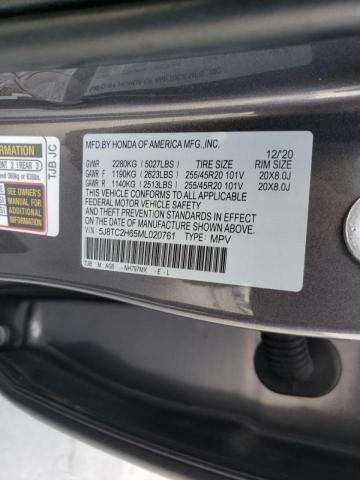 MFD.BY HONDA OF AMERICA MFG.,INC.
12/'20
GVWR 2280KG (5027LBS) TIRE SIZE RIM SIZE
GAWR F 1190KG (2623LBS) 255/45R20 101V 20X8.0J
GAWR R 1140KG (2513LBS) 255/45R20 101V 20X8.0J
THIS VEHICLE CONFORMS TO ALL APPLICABLE
FEDERAL MOTOR VEHICLE SAFETY
AND THEFT PREVENTION STANDARDS IN EFFECT
ON THE DATE OF MANUFACTURE SHOWN ABOVE.
V.I.N.: 5J8TC2H65ML020761 TYPE: MPV
TJB M AG5 NH797MX - E - L
TJB JC
REAR
SEE OWNER'S
MANUAL FOR
ADDITIONAL
INFORMATION